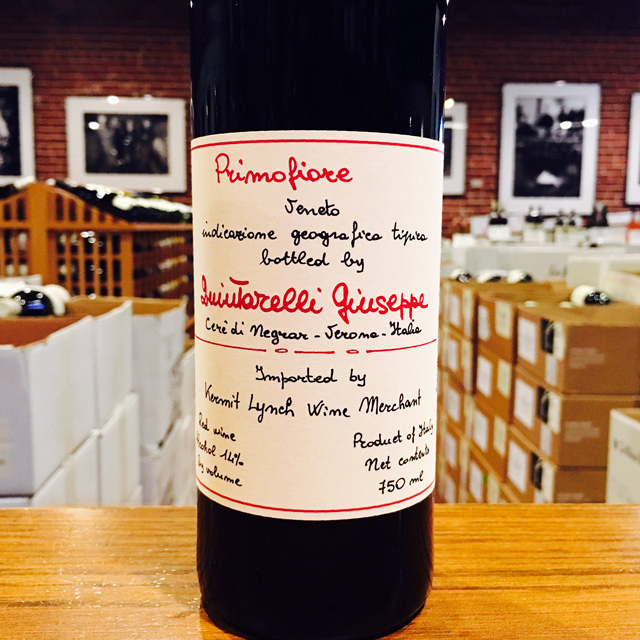 Primofiore
Veneto
indicazione geografica tipica
bottled by
Quintarelli Giuseppe
Cerè di Negrar - Verona - Italia
Imported by
Kermit Lynch Wine Merchant
Red wine
alcohol 14%
by volume
Product of Italy
Net contents
750 ml